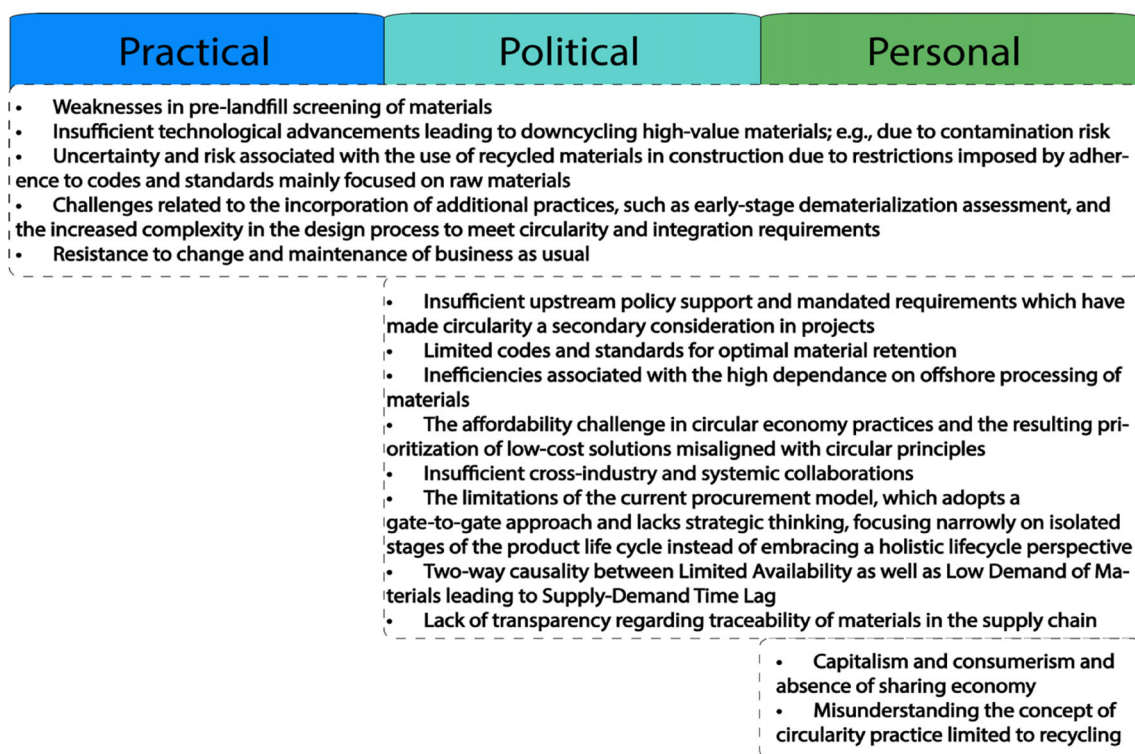 Practical Political Personal
• Weaknesses in pre-landfill screening of materials
• Insufficient technological advancements leading to downcycling high-value materials; e.g., due to contamination risk
• Uncertainty and risk associated with the use of recycled materials in construction due to restrictions imposed by adher-
ence to codes and standards mainly focused on raw materials
• Challenges related to the incorporation of additional practices, such as early-stage dematerialization assessment, and
the increased complexity in the design process to meet circularity and integration requirements
• Resistance to change and maintenance of business as usual
• Insufficient upstream policy support and mandated requirements which have
made circularity a secondary consideration in projects
• Limited codes and standards for optimal material retention
• Inefficiencies associated with the high dependance on offshore processing of
materials
• The affordability challenge in circular economy practices and the resulting pri-
oritization of low-cost solutions misaligned with circular principles
• Insufficient cross-industry and systemic collaborations
• The limitations of the current procurement model, which adopts a
gate-to-gate approach and lacks strategic thinking, focusing narrowly on isolated
stages of the product life cycle instead of embracing a holistic lifecycle perspective
• Two-way causality between Limited Availability as well as Low Demand of Ma-
terials leading to Supply-Demand Time Lag
• Lack of transparency regarding traceability of materials in the supply chain
• Capitalism and consumerism and
absence of sharing economy
• Misunderstanding the concept of
circularity practice limited to recycling